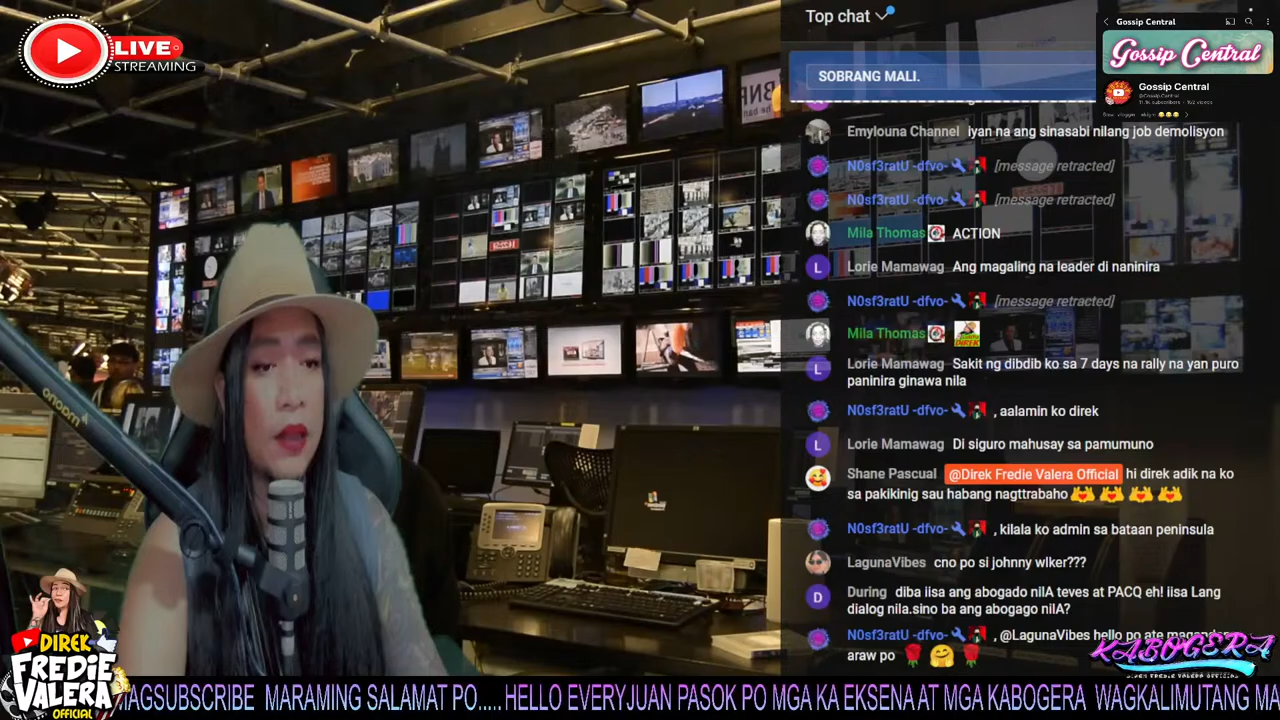 LIVE
STREAMING
Top chat
Gossip Central
Gossip Central
Gossip Central
SOBRANG MALI.
Emylouna Channel iyan na ang sinasabi nilang job demolisyon
N0sf3ratU -dfvo- [message retracted]
N0sf3ratU -dfvo- [message retracted]
Mila Thomas ACTION
Lorie Mamawag Ang magaling na leader di naninira
N0sf3ratU -dfvo- [message retracted]
Mila Thomas
Lorie Mamawag Sakit ng dibdib ko sa 7 days na rally na yan puro
paninira ginawa nila
N0sf3ratU -dfvo- , aalamin ko direk
Lorie Mamawag Di siguro mahusay sa pamumuno
Shane Pascual @Direk Fredie Valera Official hi direk adik na ko
sa pakikinig sau habang nagttrabaho
N0sf3ratU -dfvo- , kilala ko admin sa bataan peninsula
LagunaVibes cno po si johnny wlker???
During diba iisa ang abogado nilA teves at PACQ eh! iisa Lang
dialog nila.sino ba ang abogago nilA?
N0sf3ratU -dfvo- , @LagunaVibes hello po ate
araw po
maono
DIREK
FREDIE
VALERA
OFFICIAL
KABOGERA
DIREK FREDIE VALERA OFFICIAL
MAGSUBSCRIBE MARAMING SALAMAT PO..... HELLO EVERYJUAN PASOK PO MGA KA EKSENA AT MGA KABOGERA WAGKALIMUTANG MA